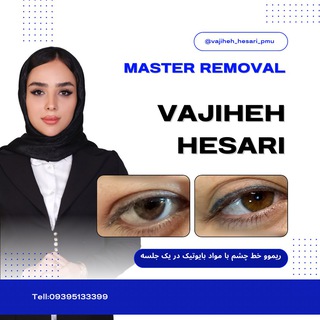 @vajiheh_hesari_pmu
MASTER REMOVAL
VAJIHEH
HESARI
ریموو خط چشم با مواد بایوتیک در یک جلسه
Tell:09395133399